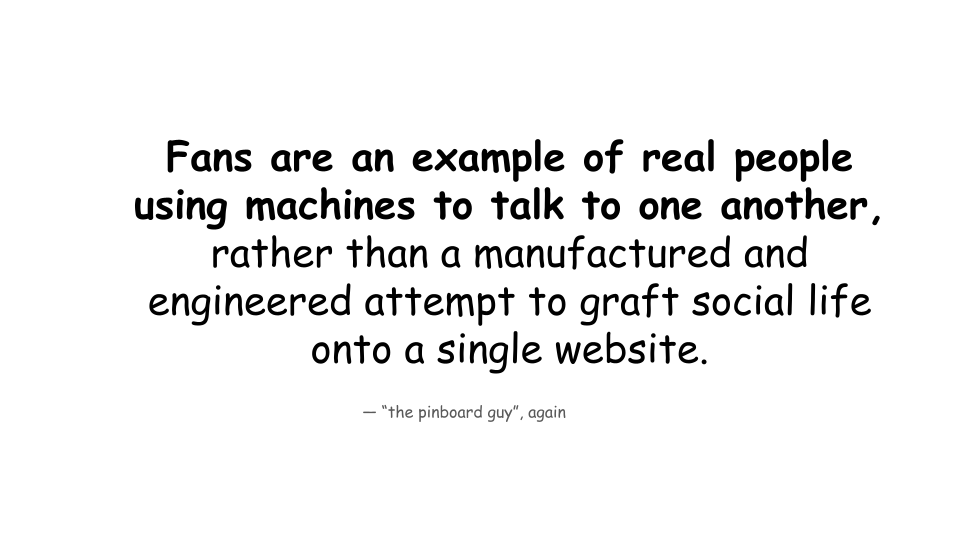 Fans are an example of real people
using machines to talk to one another,
rather than a manufactured and
engineered attempt to graft social life
onto a single website.
— “the pinboard guy”, again